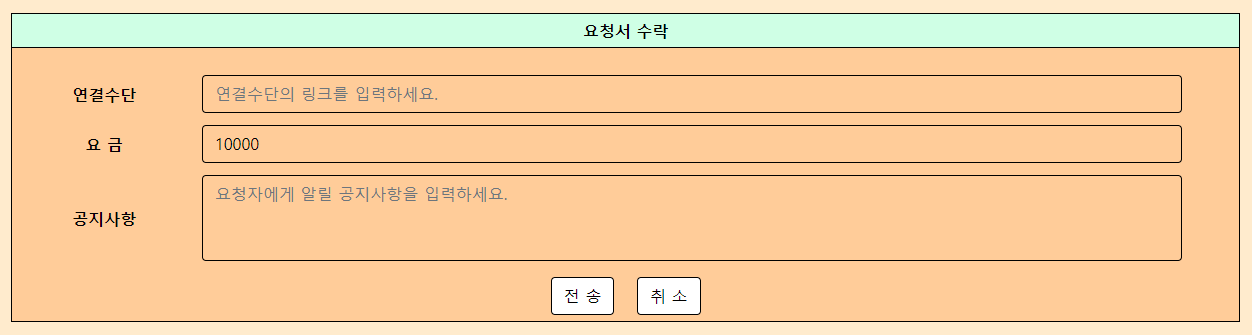 요청서 수락
연결수단
연결수단의 링크를 입력하세요.
요 금
10000
공지사항
요청자에게 알릴 공지사항을 입력하세요.
전 송
취 소